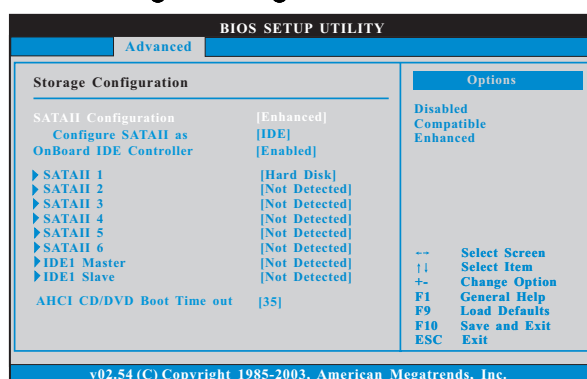 BIOS SETUP UTILITY
Advanced
Storage Configuration
SATAII Configuration [Enhanced]
Configure SATAII as [IDE]
OnBoard IDE Controller [Enabled]
SATAII 1 [Hard Disk]
SATAII 2 [Not Detected]
SATAII 3 [Not Detected]
SATAII 4 [Not Detected]
SATAII 5 [Not Detected]
SATAII 6 [Not Detected]
IDE1 Master [Not Detected]
IDE1 Slave [Not Detected]
AHCI CD/DVD Boot Time out [35]
Options
Disabled
Compatible
Enhanced
←→ Select Screen
↑↓ Select Item
+- Change Option
F1 General Help
F9 Load Defaults
F10 Save and Exit
ESC Exit
v02.54 (C) Copyright 1985-2003, American Megatrends, Inc.